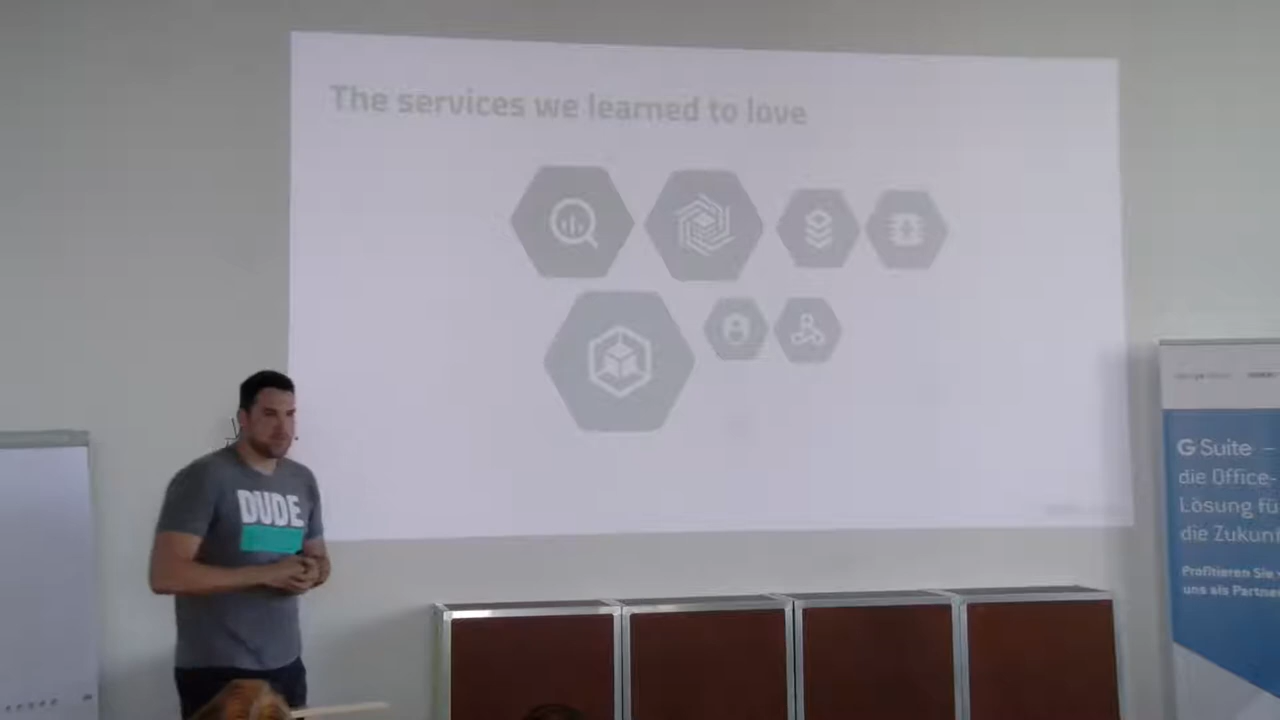 The services we learned to love
DUDE
G Suite –
die Office-
Lösung fü
die Zukunf
Profitieren Sie
uns als Partne